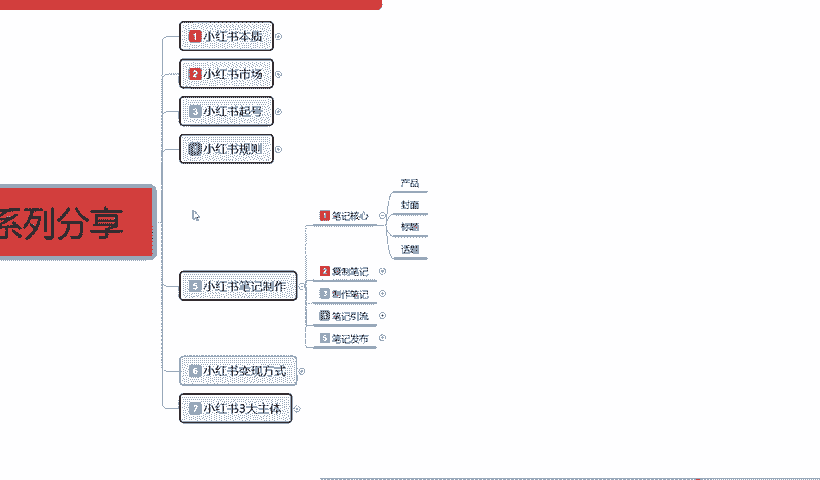 系列分享
1 小红书本质
2 小红书市场
3 小红书起号
小红书规则
5 小红书笔记制作
1 笔记核心
产品
封面
标题
话题
2 复制笔记
3 制作笔记
笔记引流
5 笔记发布
6 小红书变现方式
7 小红书3大主体